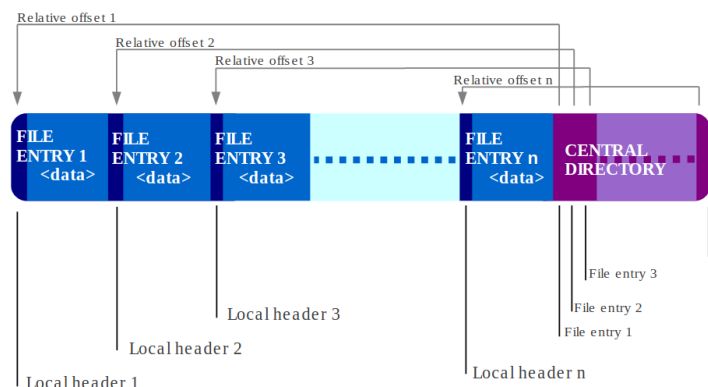 Relative offset 1
Relative offset 2
Relative offset 3
Relative offset n
FILE
ENTRY 1
<data>
FILE
ENTRY 2
<data>
FILE
ENTRY 3
<data>
FILE
ENTRY n
<data>
CENTRAL
DIRECTORY
File entry 3
File entry 2
File entry 1
Local header 3
Local header 2
Local header n
Local header 1